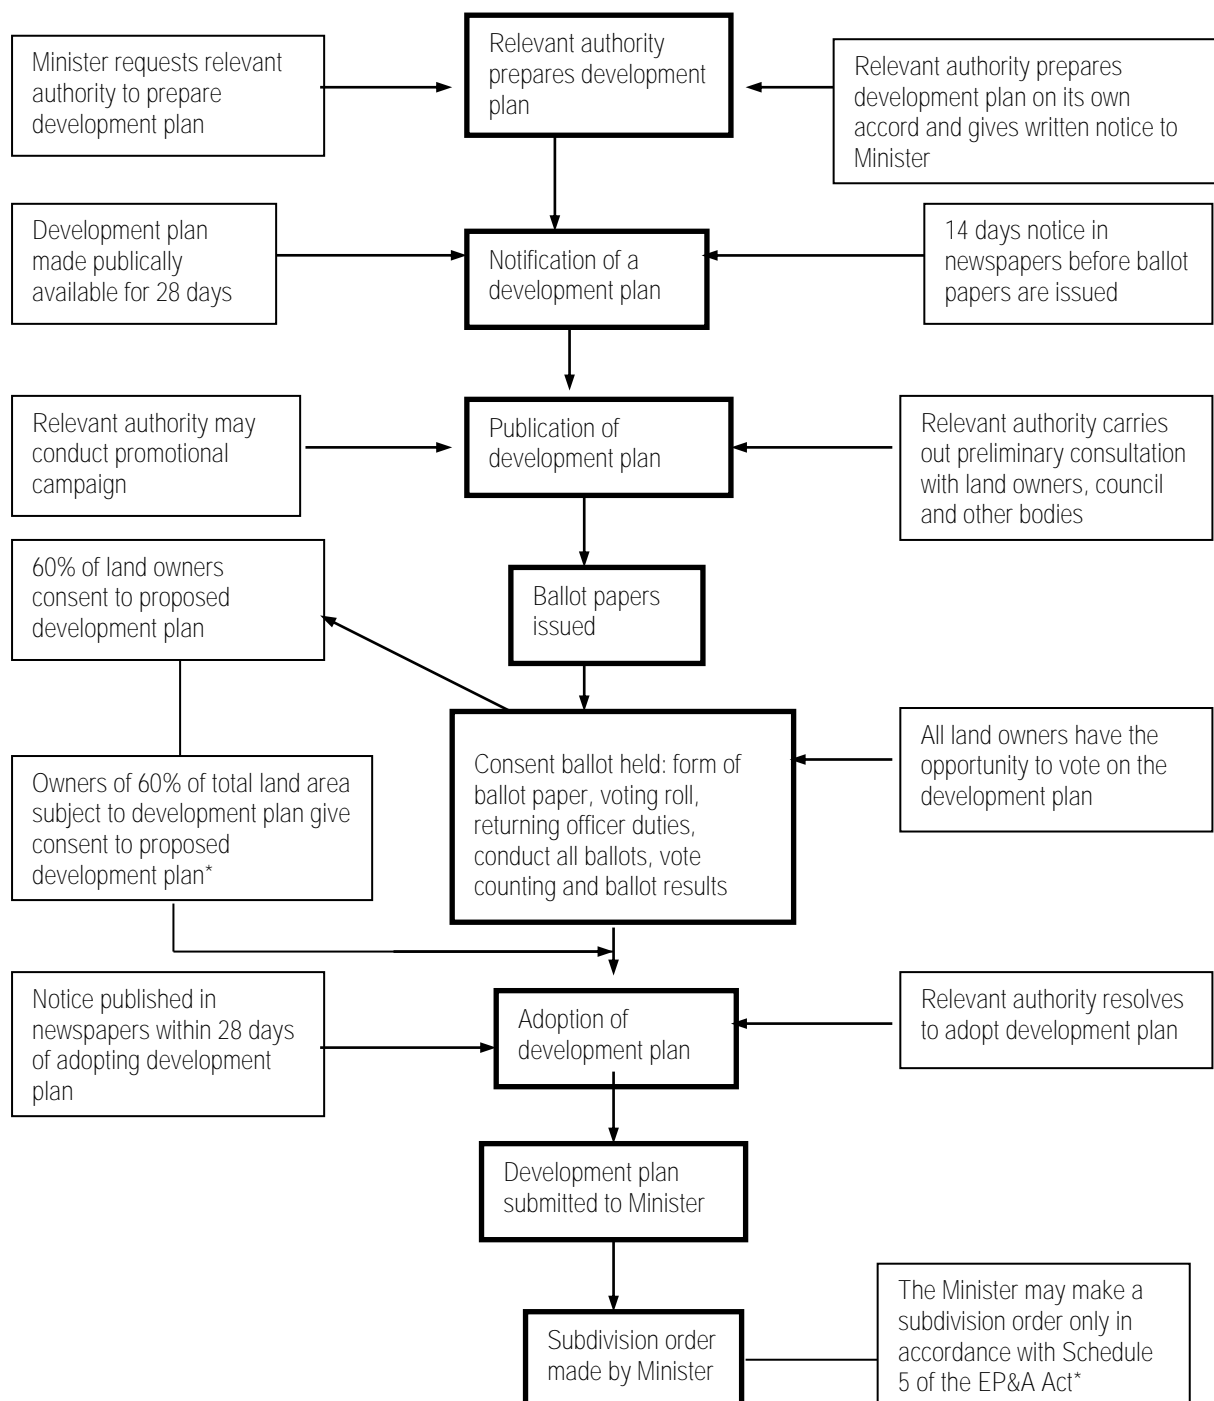 Relevant authority
prepares development
plan
Minister requests relevant
authority to prepare
development plan
Relevant authority prepares
development plan on its own
accord and gives written notice to
Minister
Development plan
made publically
available for 28 days
Notification of a
development plan
14 days notice in
newspapers before ballot
papers are issued
Relevant authority may
conduct promotional
campaign
Publication of
development plan
Relevant authority carries
out preliminary consultation
with land owners, council
and other bodies
60% of land owners
consent to proposed
development plan
Ballot papers
issued
Owners of 60% of total land area
subject to development plan give
consent to proposed
development plan*
Consent ballot held: form of
ballot paper, voting roll,
returning officer duties,
conduct all ballots, vote
counting and ballot results
All land owners have the
opportunity to vote on the
development plan
Notice published in
newspapers within 28 days
of adopting development
plan
Adoption of
development plan
Relevant authority resolves
to adopt development plan
Development plan
submitted to Minister
Subdivision order
made by Minister
The Minister may make a
subdivision order only in
accordance with Schedule
5 of the EP&A Act*